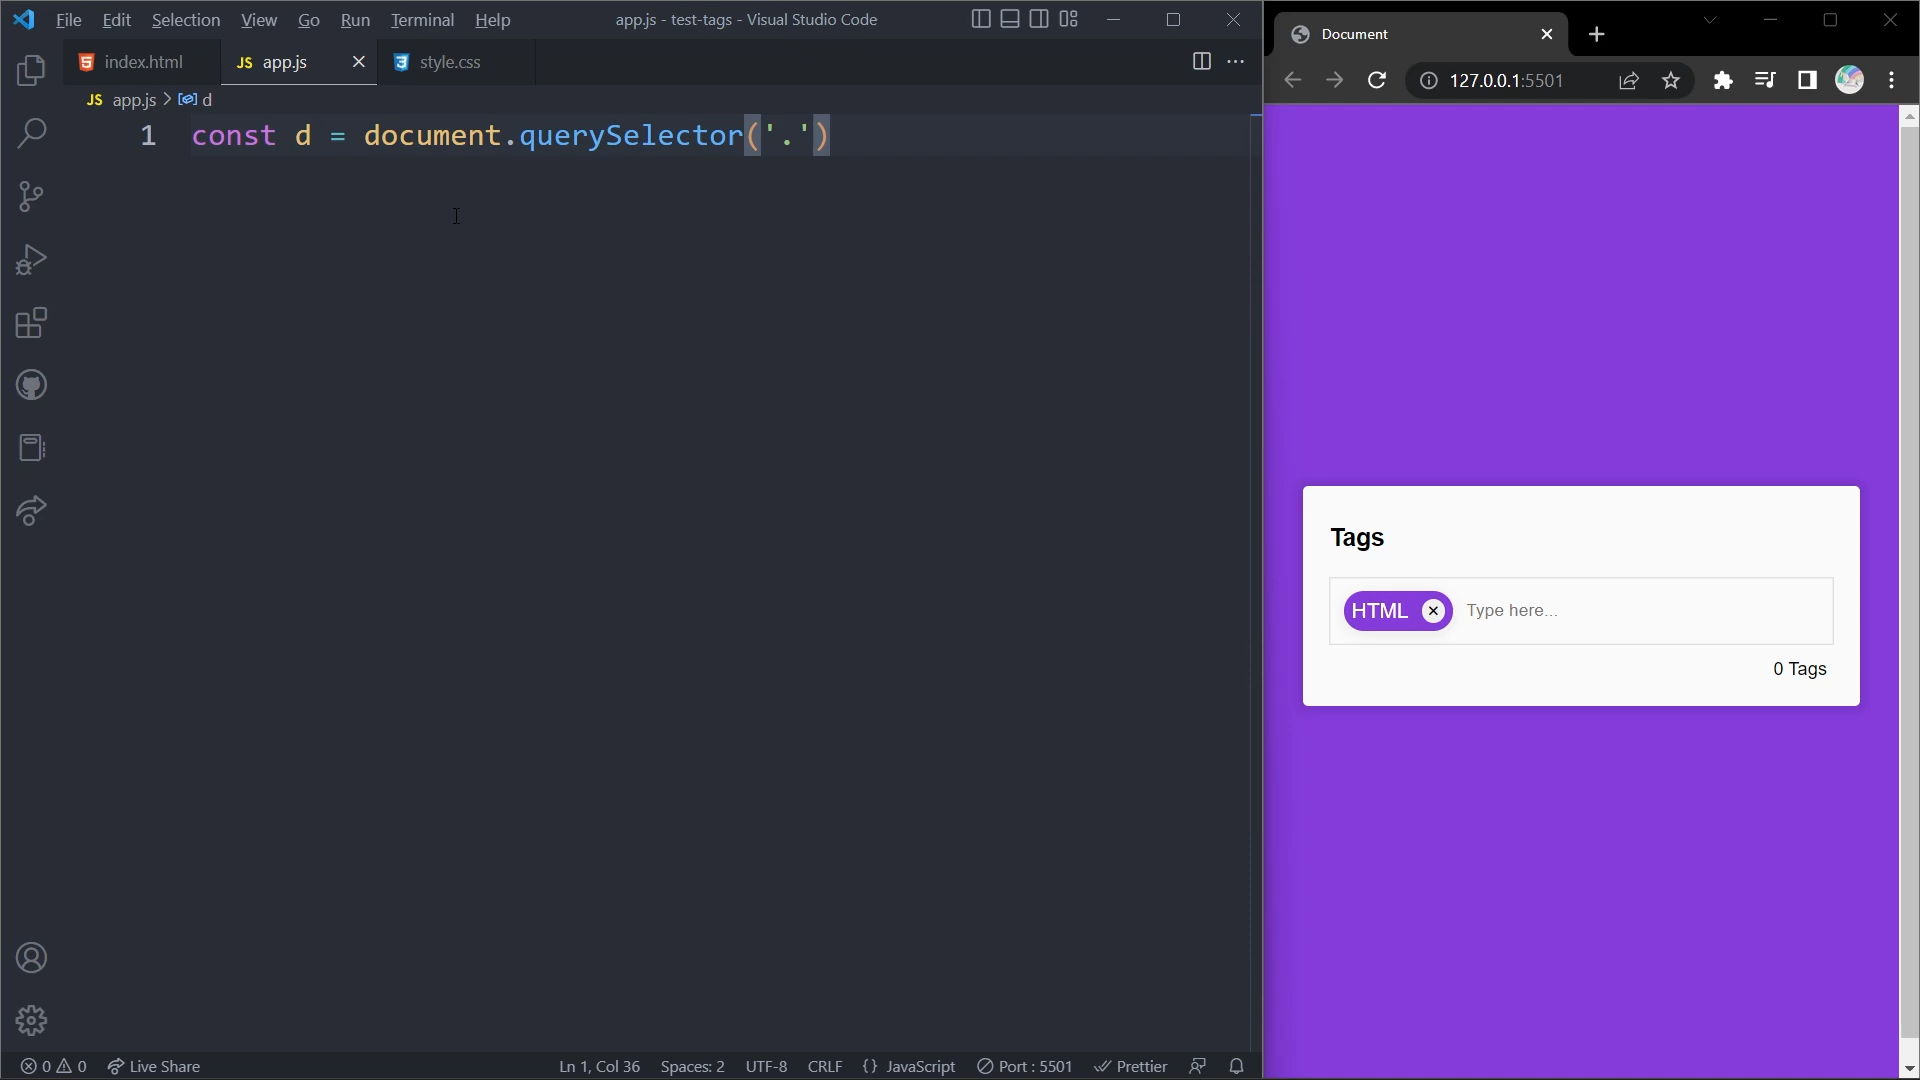 File Edit Selection View Go Run Terminal Help
app.js - test-tags - Visual Studio Code
index.html
JS app.js
style.css
JS app.js > d
1 const d = document.querySelector('.')
0 0 Live Share
Ln 1, Col 36 Spaces: 2 UTF-8 CRLF {} JavaScript Port : 5501 Prettier
Document
127.0.0.1:5501
Tags
HTML
Type here...
0 Tags